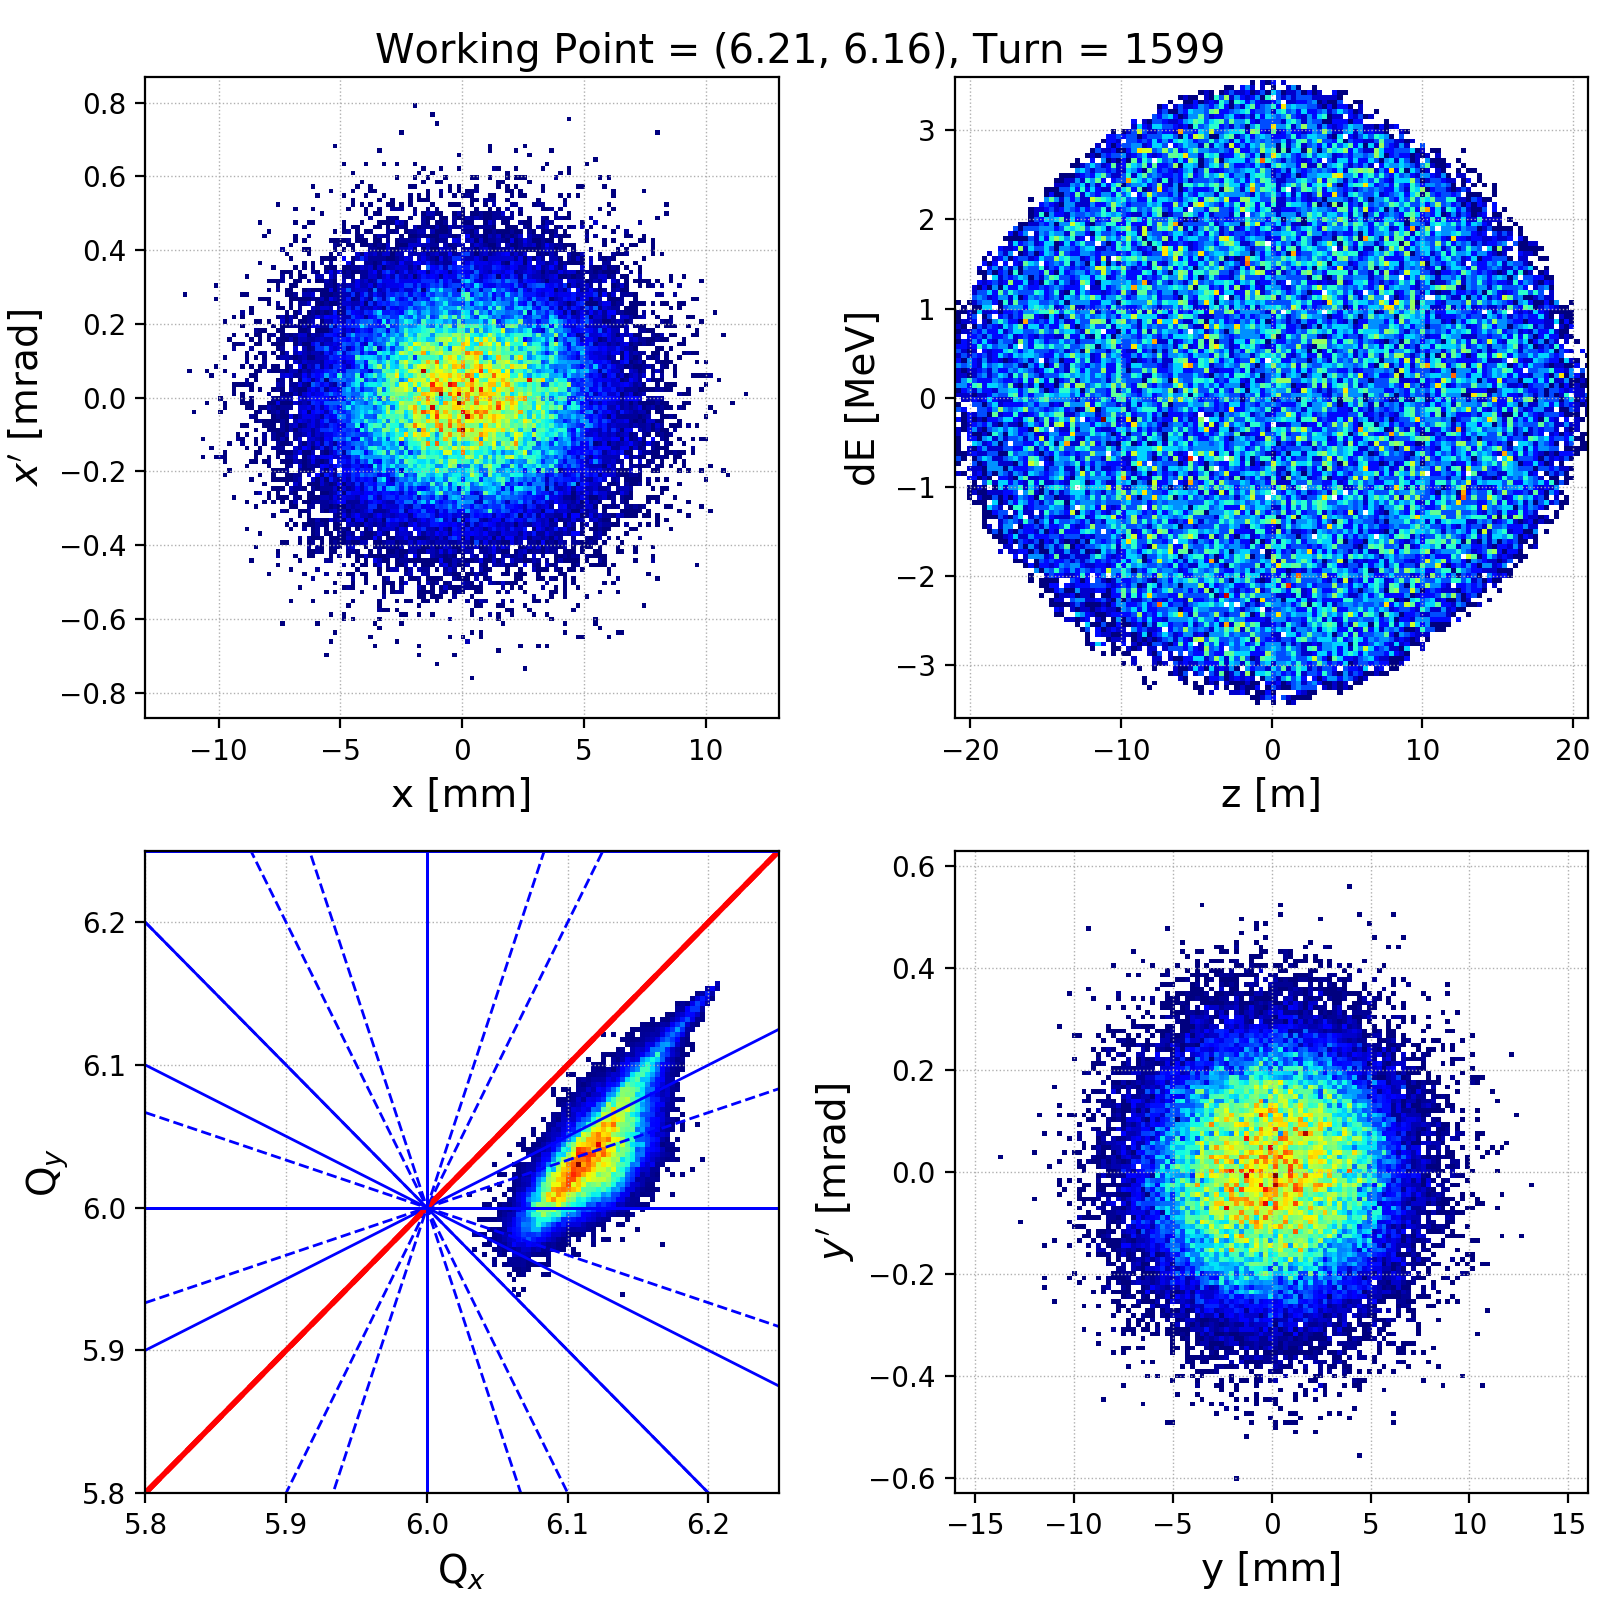 Working Point = (6.21, 6.16), Turn = 1599
0.8
0.6
0.4
0.2
0.0
−0.2
−0.4
−0.6
−0.8
x′ [mrad]
−10 −5 0 5 10
x [mm]
3
2
1
0
−1
−2
−3
dE [MeV]
−20 −10 0 10 20
z [m]
6.2
6.1
6.0
5.9
5.8
Qy
5.8 5.9 6.0 6.1 6.2
Qx
0.6
0.4
0.2
0.0
−0.2
−0.4
−0.6
y′ [mrad]
−15 −10 −5 0 5 10 15
y [mm]